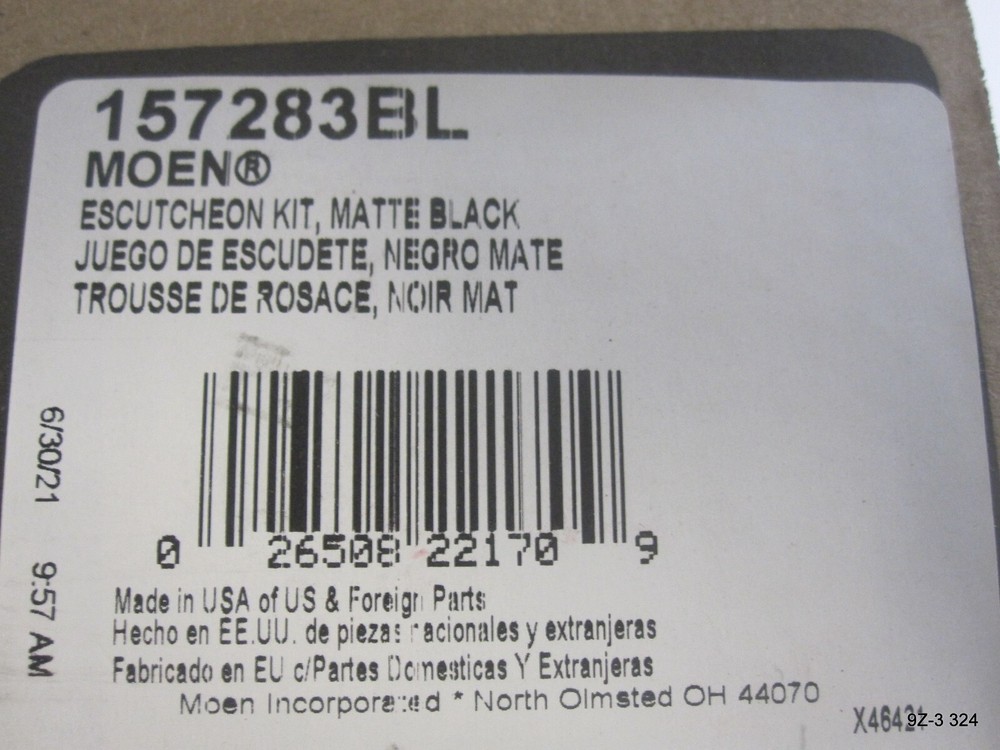 157283BL
MOEN®
ESCUTCHEON KIT, MATTE BLACK
JUEGO DE ESCUDETE, NEGRO MATE
TROUSSE DE ROSACE, NOIR MAT
6/30/21 9:57 AM
0 26508 22170 9
Made in USA of US & Foreign Parts
Hecho en EE.UU. de piezas nacionales y extranjeras
Fabricado en EU c/Partes Domesticas Y Extranjeras
Moen Incorporated * North Olmsted OH 44070
9Z-3 324